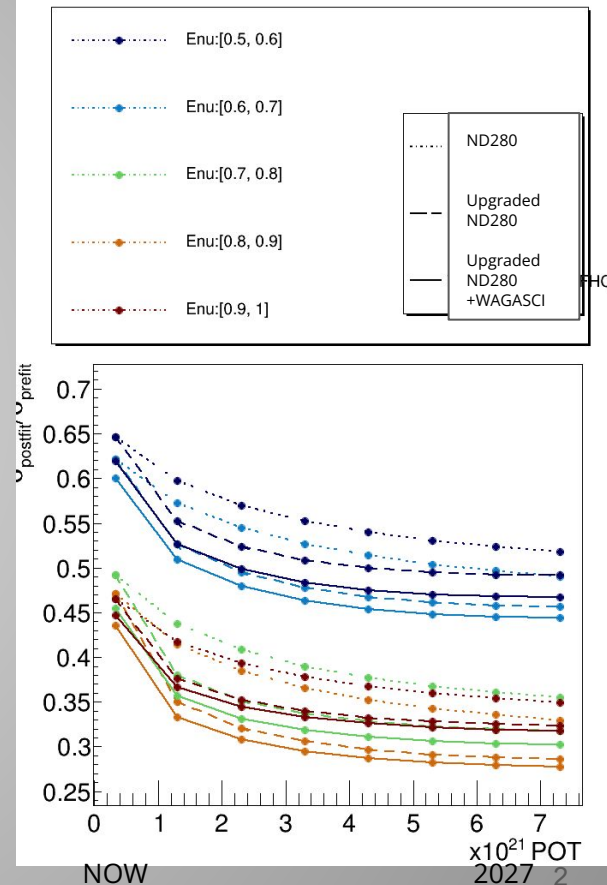 Enu:[0.5, 0.6]
Enu:[0.6, 0.7]
Enu:[0.7, 0.8]
Enu:[0.8, 0.9]
Enu:[0.9, 1]
ND280
Upgraded
ND280
Upgraded
ND280
+WAGASCI
FHC
σpostfit/σprefit
0.7
0.65
0.6
0.55
0.5
0.45
0.4
0.35
0.3
0.25
0 1 2 3 4 5 6 7
x10²¹ POT
NOW 2027 2